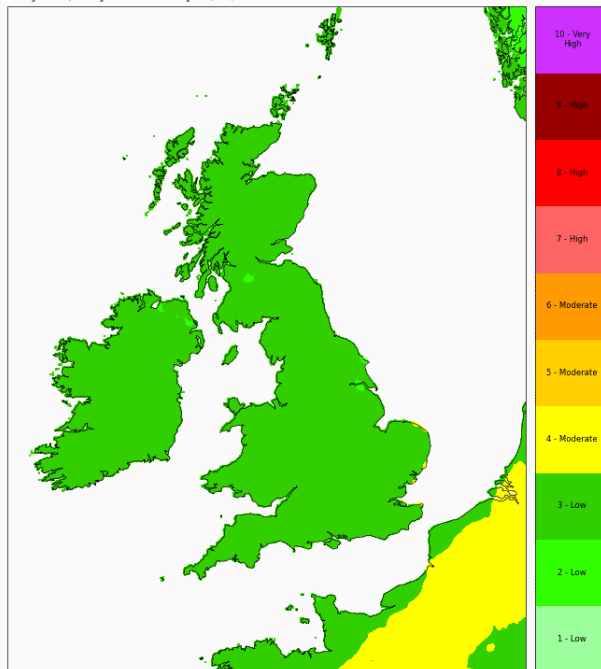 10 - Very
High
9 - High
8 - High
7 - High
6 - Moderate
5 - Moderate
4 - Moderate
3 - Low
2 - Low
1 - Low